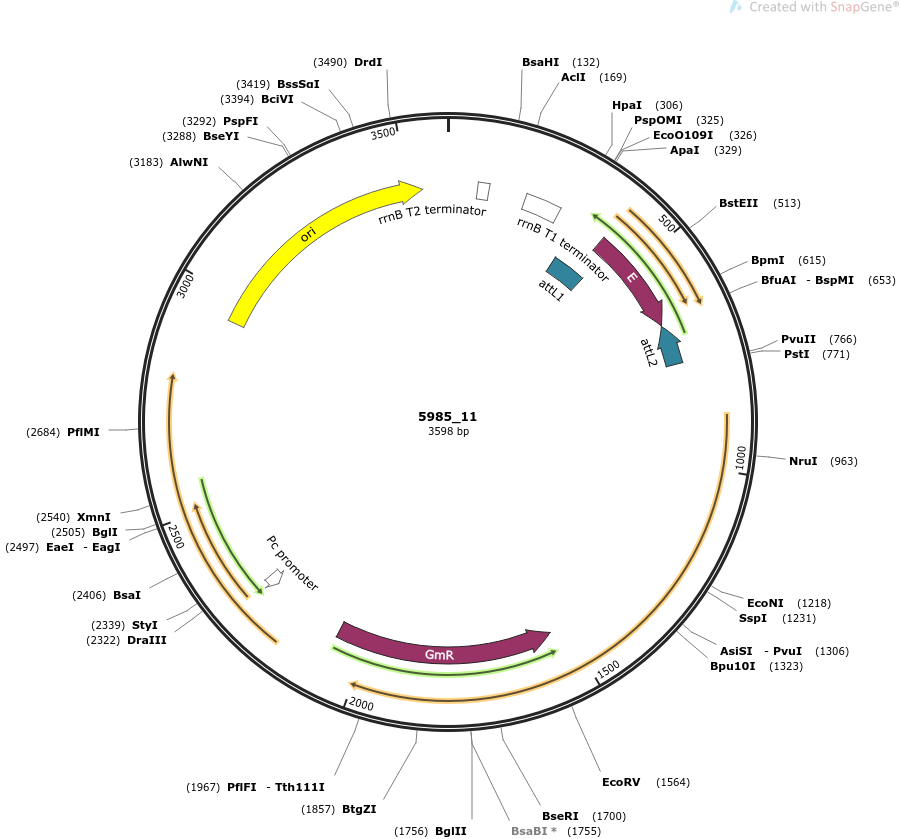 Created with SnapGene®
(3490) DrdI
BsaHI (132)
AclI (169)
(3419) BssSαI
(3394) BciVI
HpaI (306)
PspOMI (325)
(3292) PspFI
EcoO109I (326)
(3288) BseYI
ApaI (329)
(3183) AlwNI
3500
BstEII (513)
500
rrnB T2 terminator
rrnB T1 terminator
ori
E
BpmI (615)
BfuAI - BspMI (653)
attL1
3000
PvuII (766)
attL2
PstI (771)
5985_11
3598 bp
(2684) PflMI
NruI (963)
1000
(2540) XmnI
(2505) BglI
(2497) EaeI - EagI
2500
Pc promoter
(2406) BsaI
EcoNI (1218)
SspI (1231)
(2339) StyI
(2322) DraIII
AsiSI - PvuI (1306)
Bpu10I (1323)
GmR
1500
2000
EcoRV (1564)
(1967) PflFI - Tth111I
(1857) BtgZI
BseRI (1700)
(1756) BglII
BsaBI * (1755)